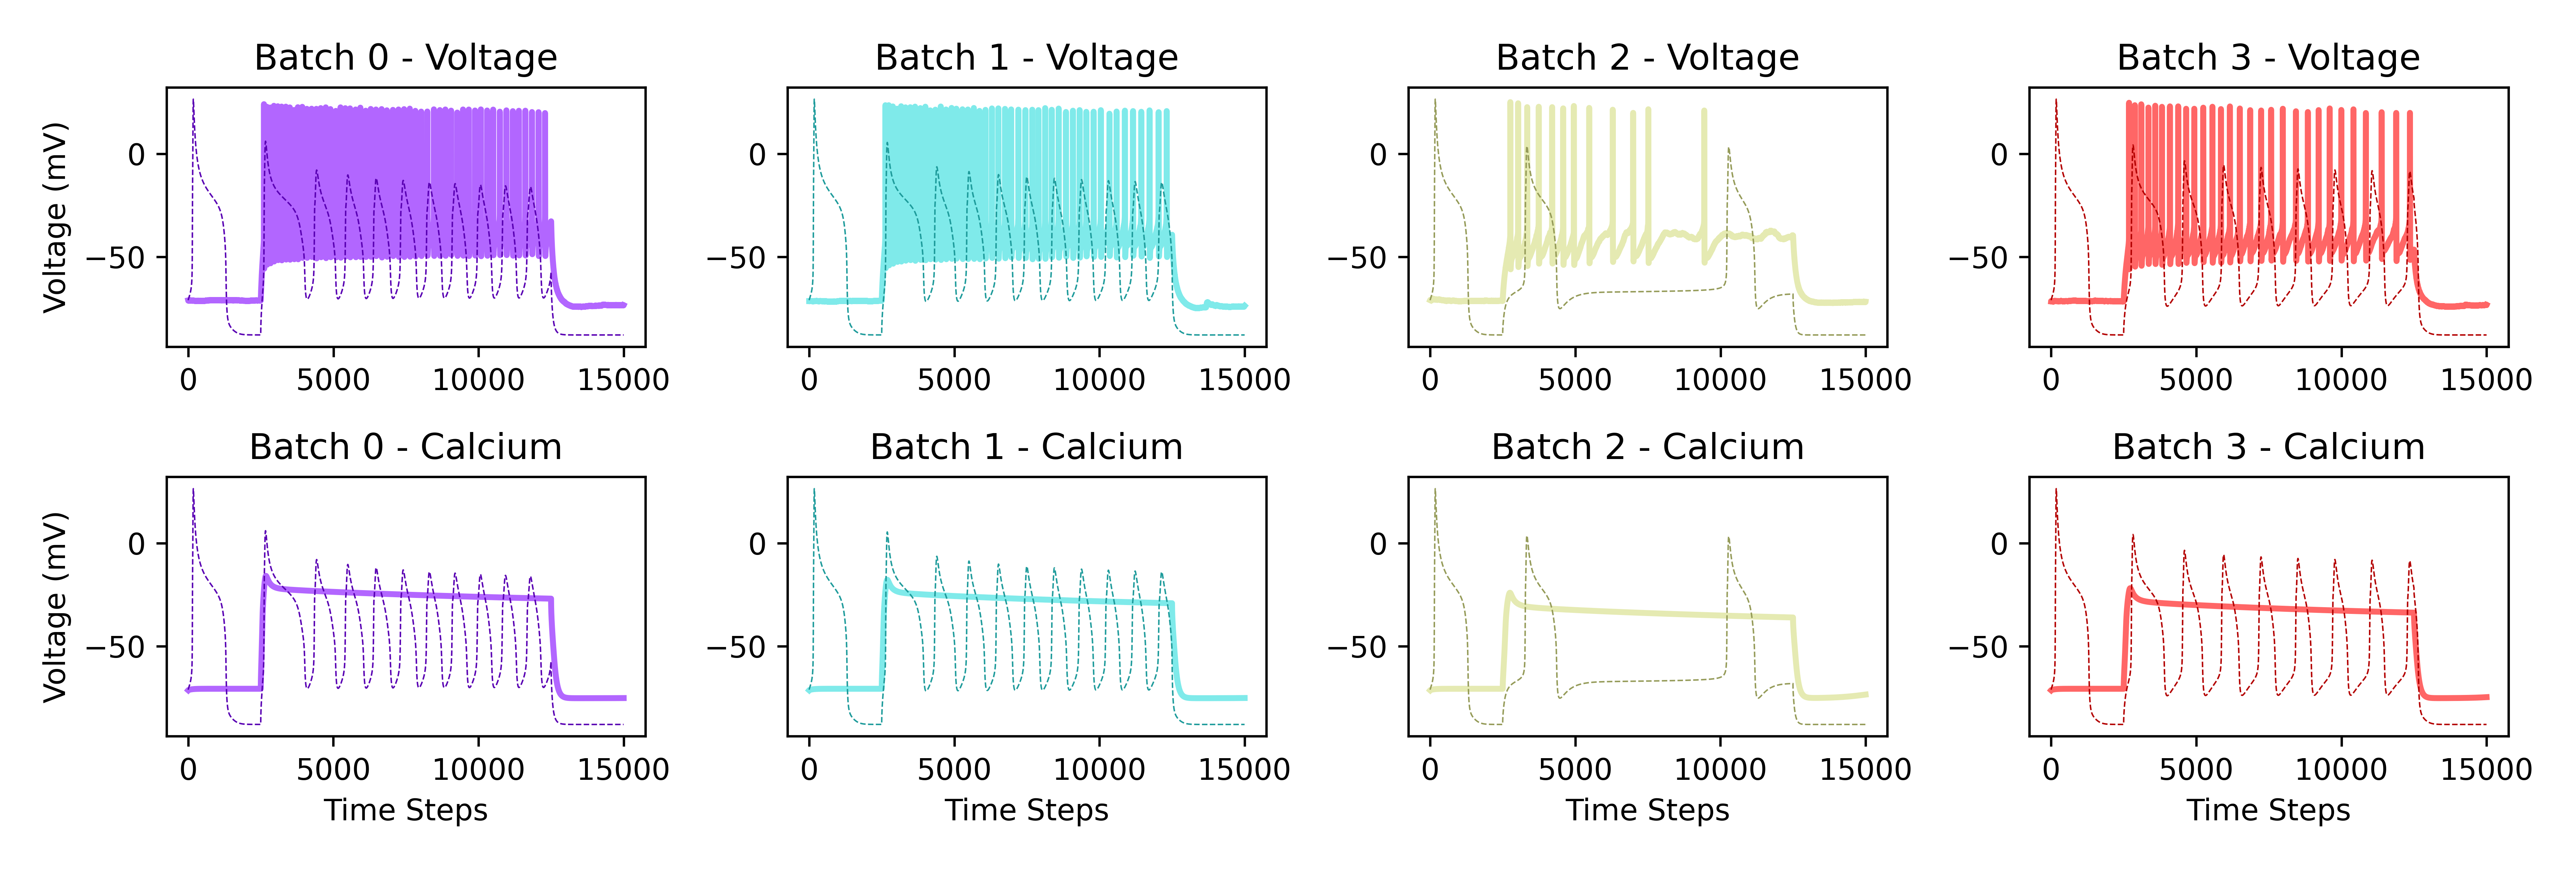 Batch 0 - Voltage
Batch 1 - Voltage
Batch 2 - Voltage
Batch 3 - Voltage
Voltage (mV)
0
−50
0
−50
0
−50
0
−50
0 5000 10000 15000
0 5000 10000 15000
0 5000 10000 15000
0 5000 10000 15000
Batch 0 - Calcium
Batch 1 - Calcium
Batch 2 - Calcium
Batch 3 - Calcium
Voltage (mV)
0
−50
0
−50
0
−50
0
−50
0 5000 10000 15000
0 5000 10000 15000
0 5000 10000 15000
0 5000 10000 15000
Time Steps
Time Steps
Time Steps
Time Steps